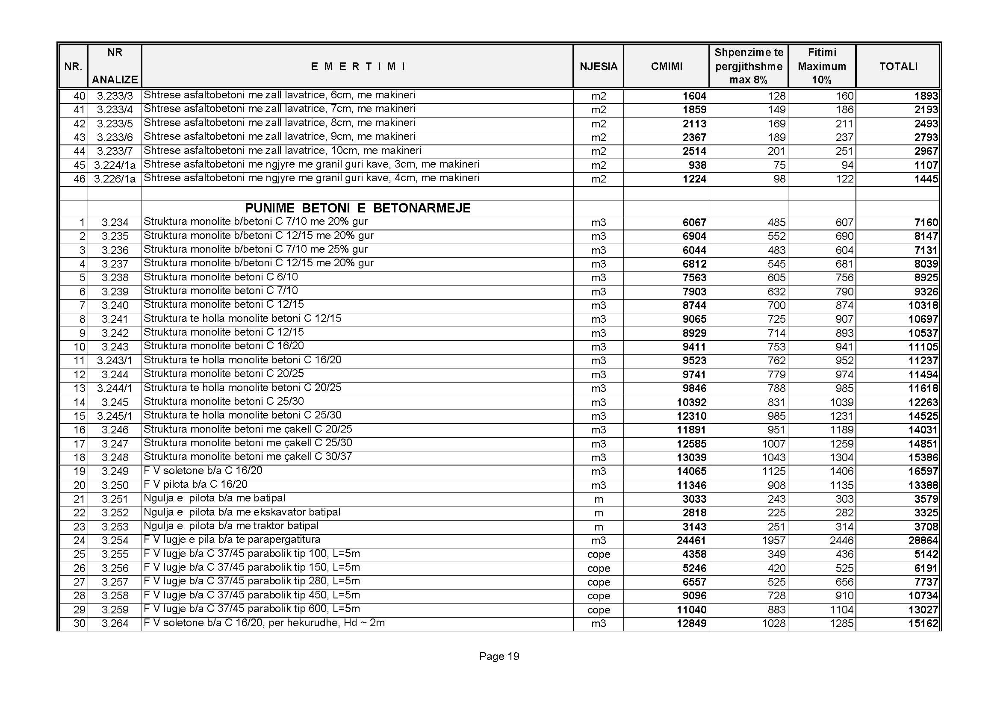 NR. NR ANALIZE E M E R T I M I NJESIA CMIMI Shpenzime te pergjithshme max 8% Fitimi Maximum 10% TOTALI
40 3.233/3 Shtrese asfaltobetoni me zall lavatrice, 6cm, me makineri m2 1604 128 160 1893
41 3.233/4 Shtrese asfaltobetoni me zall lavatrice, 7cm, me makineri m2 1859 149 186 2193
42 3.233/5 Shtrese asfaltobetoni me zall lavatrice, 8cm, me makineri m2 2113 169 211 2493
43 3.233/6 Shtrese asfaltobetoni me zall lavatrice, 9cm, me makineri m2 2367 189 237 2793
44 3.233/7 Shtrese asfaltobetoni me zall lavatrice, 10cm, me makineri m2 2514 201 251 2967
45 3.224/1a Shtrese asfaltobetoni me ngjyre me granil guri kave, 3cm, me makineri m2 938 75 94 1107
46 3.226/1a Shtrese asfaltobetoni me ngjyre me granil guri kave, 4cm, me makineri m2 1224 98 122 1445
PUNIME BETONI E BETONARMEJE
1 3.234 Struktura monolite b/betoni C 7/10 me 20% gur m3 6067 485 607 7160
2 3.235 Struktura monolite b/betoni C 12/15 me 20% gur m3 6904 552 690 8147
3 3.236 Struktura monolite b/betoni C 7/10 me 25% gur m3 6044 483 604 7131
4 3.237 Struktura monolite b/betoni C 12/15 me 20% gur m3 6812 545 681 8039
5 3.238 Struktura monolite betoni C 6/10 m3 7563 605 756 8925
6 3.239 Struktura monolite betoni C 7/10 m3 7903 632 790 9326
7 3.240 Struktura monolite betoni C 12/15 m3 8744 700 874 10318
8 3.241 Struktura te holla monolite betoni C 12/15 m3 9065 725 907 10697
9 3.242 Struktura monolite betoni C 12/15 m3 8929 714 893 10537
10 3.243 Struktura monolite betoni C 16/20 m3 9411 753 941 11105
11 3.243/1 Struktura te holla monolite betoni C 16/20 m3 9523 762 952 11237
12 3.244 Struktura monolite betoni C 20/25 m3 9741 779 974 11494
13 3.244/1 Struktura te holla monolite betoni C 20/25 m3 9846 788 985 11618
14 3.245 Struktura monolite betoni C 25/30 m3 10392 831 1039 12263
15 3.245/1 Struktura te holla monolite betoni C 25/30 m3 12310 985 1231 14525
16 3.246 Struktura monolite betoni me çakell C 20/25 m3 11891 951 1189 14031
17 3.247 Struktura monolite betoni me çakell C 25/30 m3 12585 1007 1259 14851
18 3.248 Struktura monolite betoni me çakell C 30/37 m3 13039 1043 1304 15386
19 3.249 F V soletone b/a C 16/20 m3 14065 1125 1406 16597
20 3.250 F V pilota b/a C 16/20 m3 11346 908 1135 13388
21 3.251 Ngulja e pilota b/a me batipal m 3033 243 303 3579
22 3.252 Ngulja e pilota b/a me ekskavator batipal m 2818 225 282 3325
23 3.253 Ngulja e pilota b/a me traktor batipal m 3143 251 314 3708
24 3.254 F V lugje e pila b/a te parapergatitura m3 24461 1957 2446 28864
25 3.255 F V lugje b/a C 37/45 parabolik tip 100, L=5m cope 4358 349 436 5142
26 3.256 F V lugje b/a C 37/45 parabolik tip 150, L=5m cope 5246 420 525 6191
27 3.257 F V lugje b/a C 37/45 parabolik tip 280, L=5m cope 6557 525 656 7737
28 3.258 F V lugje b/a C 37/45 parabolik tip 450, L=5m cope 9096 728 910 10734
29 3.259 F V lugje b/a C 37/45 parabolik tip 600, L=5m cope 11040 883 1104 13027
30 3.264 F V soletone b/a C 16/20, per hekurudhe, Hd ~ 2m m3 12849 1028 1285 15162
Page 19